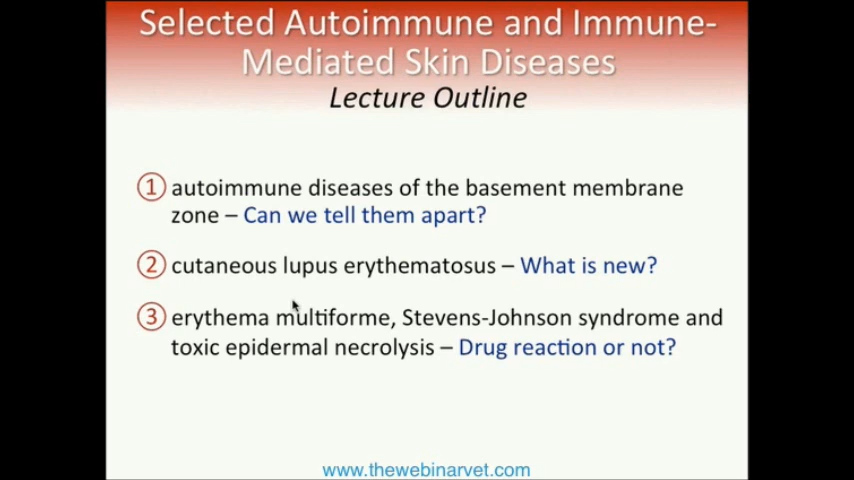 Selected Autoimmune and Immune-
Mediated Skin Diseases
Lecture Outline
① autoimmune diseases of the basement membrane
zone – Can we tell them apart?
② cutaneous lupus erythematosus – What is new?
③ erythema multiforme, Stevens-Johnson syndrome and
toxic epidermal necrolysis – Drug reaction or not?
www.thewebinarvet.com